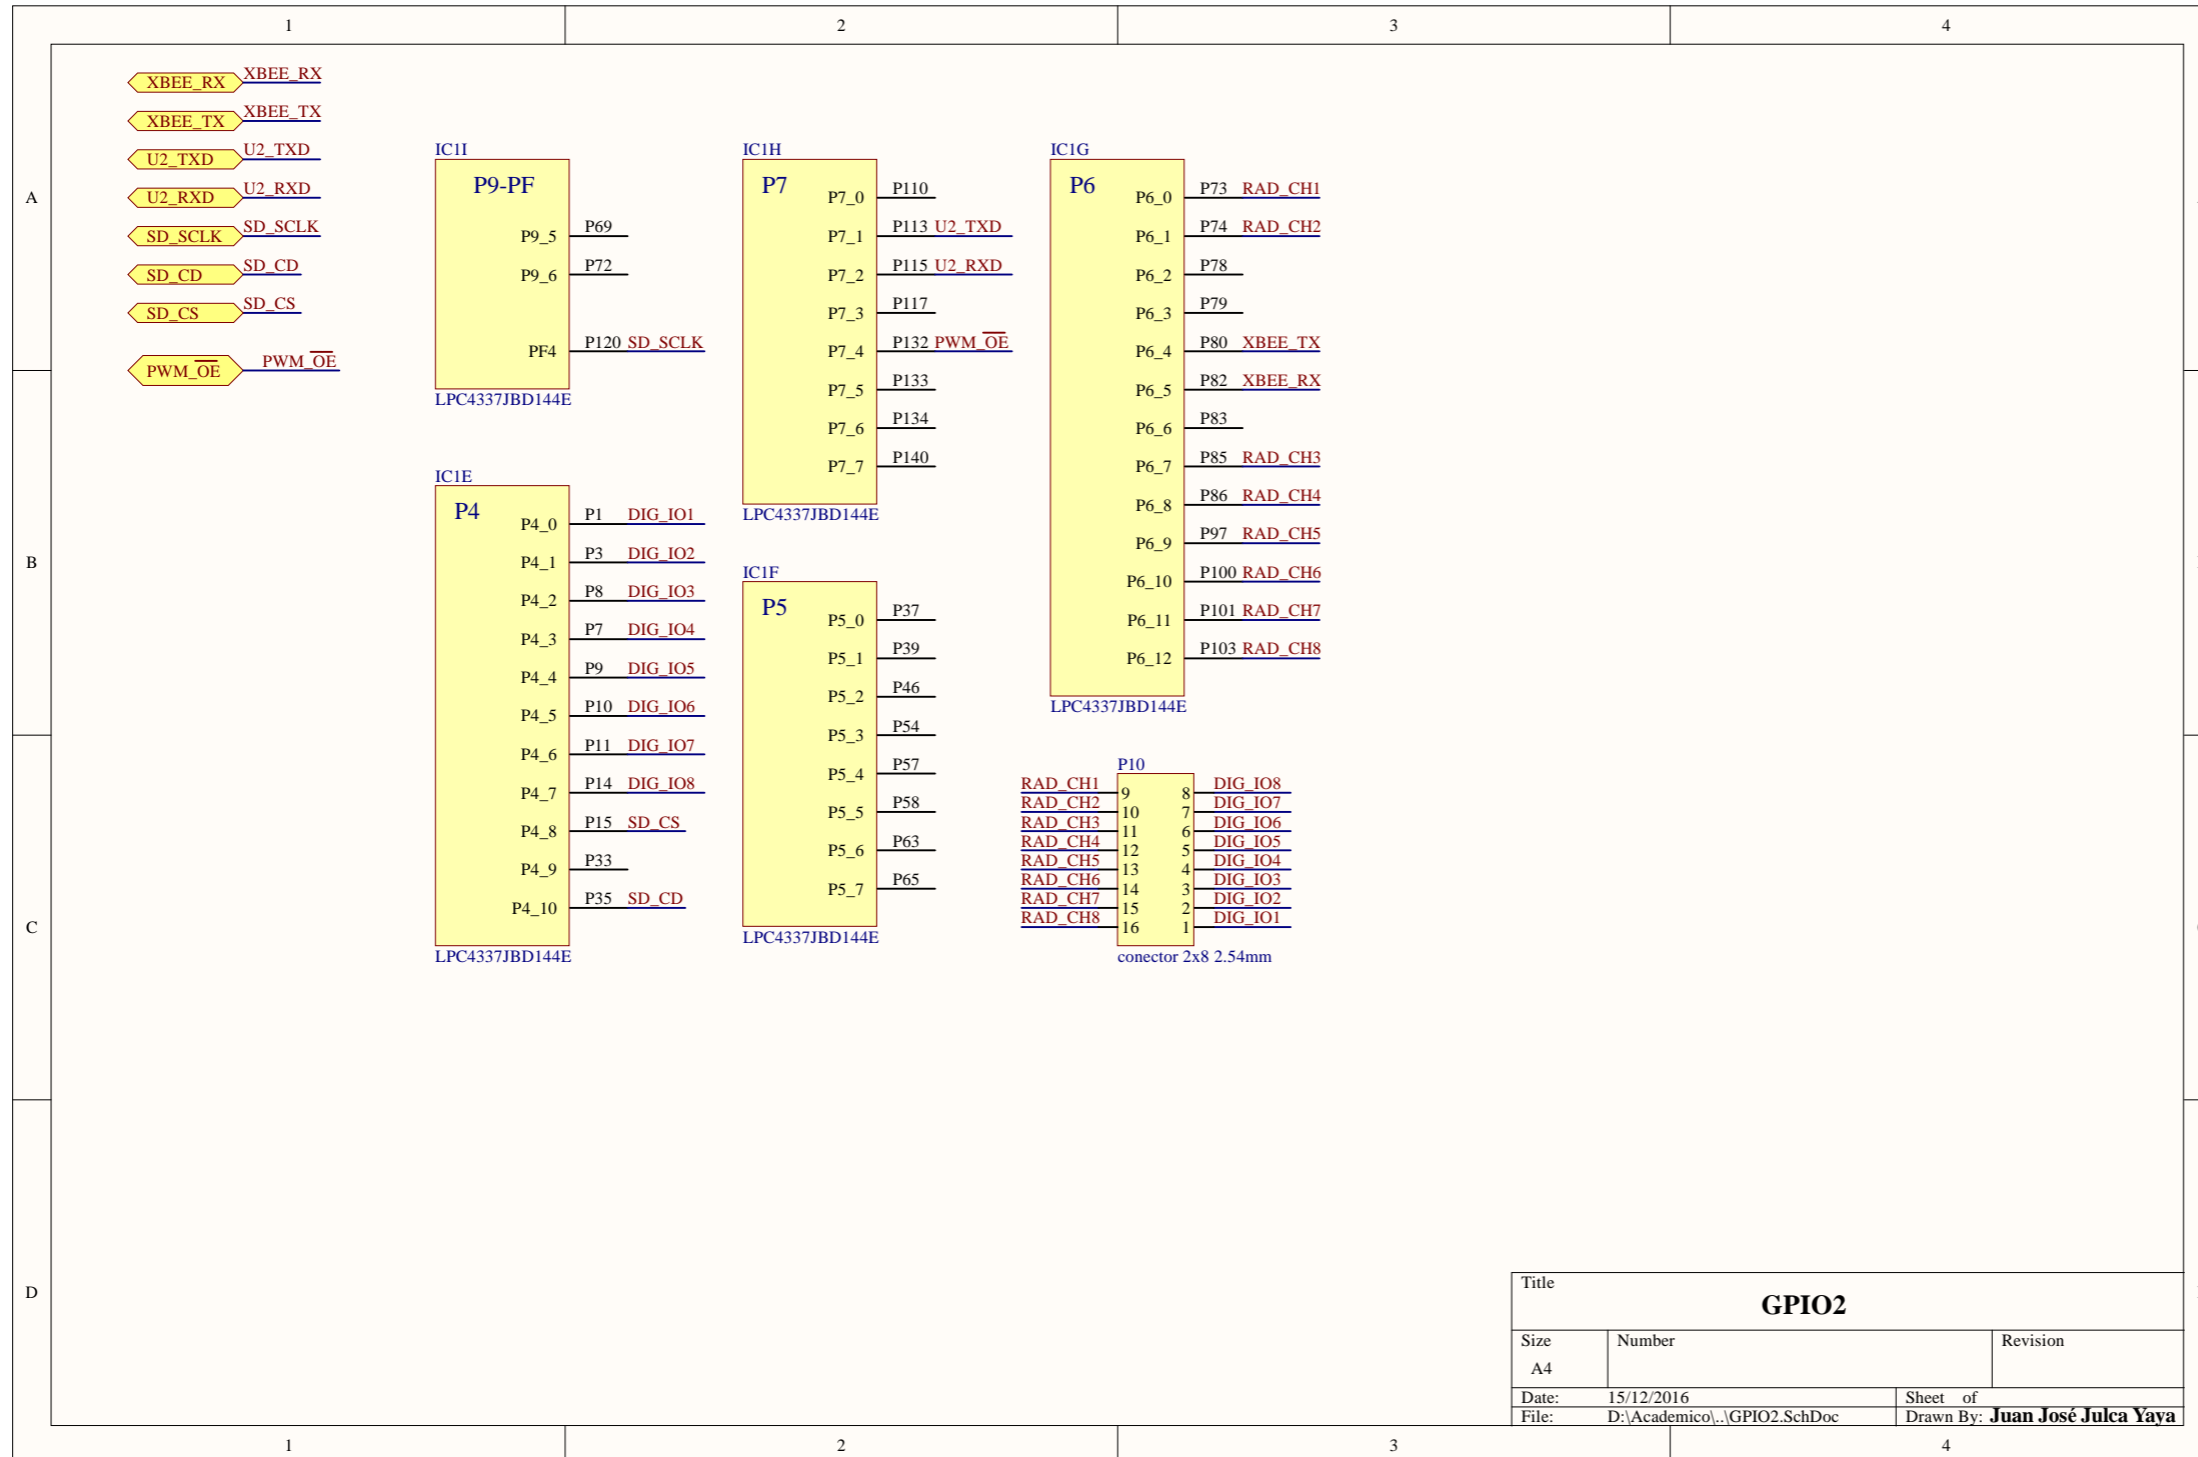 1 2 3 4
XBEE_RX XBEE_RX
XBEE_TX XBEE_TX
U2_TXD U2_TXD
U2_RXD U2_RXD
SD_SCLK SD_SCLK
SD_CD SD_CD
SD_CS SD_CS
PWM_OE PWM_OE
A
B
C
D
IC1I
P9-PF
P9_5 P69
P9_6 P72
PF4 P120 SD_SCLK
LPC4337JBD144E
IC1E
P4
P4_0 P1 DIG_IO1
P4_1 P3 DIG_IO2
P4_2 P8 DIG_IO3
P4_3 P7 DIG_IO4
P4_4 P9 DIG_IO5
P4_5 P10 DIG_IO6
P4_6 P11 DIG_IO7
P4_7 P14 DIG_IO8
P4_8 P15 SD_CS
P4_9 P33
P4_10 P35 SD_CD
LPC4337JBD144E
IC1H
P7
P7_0 P110
P7_1 P113 U2_TXD
P7_2 P115 U2_RXD
P7_3 P117
P7_4 P132 PWM_OE
P7_5 P133
P7_6 P134
P7_7 P140
LPC4337JBD144E
IC1F
P5
P5_0 P37
P5_1 P39
P5_2 P46
P5_3 P54
P5_4 P57
P5_5 P58
P5_6 P63
P5_7 P65
LPC4337JBD144E
IC1G
P6
P6_0 P73 RAD_CH1
P6_1 P74 RAD_CH2
P6_2 P78
P6_3 P79
P6_4 P80 XBEE_TX
P6_5 P82 XBEE_RX
P6_6 P83
P6_7 P85 RAD_CH3
P6_8 P86 RAD_CH4
P6_9 P97 RAD_CH5
P6_10 P100 RAD_CH6
P6_11 P101 RAD_CH7
P6_12 P103 RAD_CH8
LPC4337JBD144E
P10
RAD_CH1 9 8 DIG_IO8
RAD_CH2 10 7 DIG_IO7
RAD_CH3 11 6 DIG_IO6
RAD_CH4 12 5 DIG_IO5
RAD_CH5 13 4 DIG_IO4
RAD_CH6 14 3 DIG_IO3
RAD_CH7 15 2 DIG_IO2
RAD_CH8 16 1 DIG_IO1
conector 2x8 2.54mm
Title
GPIO2
Size Number Revision
A4
Date: 15/12/2016 Sheet of
File: D:\Academico\..\GPIO2.SchDoc Drawn By: Juan José Julca Yaya
1 2 3 4